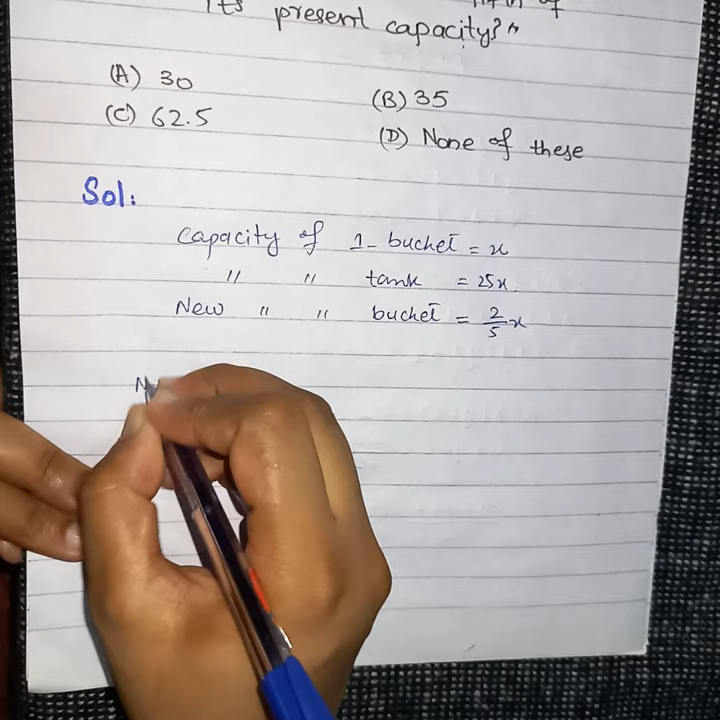 its present capacity?"
(A) 30 (B) 35
(C) 62.5 (D) None of these
Sol:
Capacity of 1-bucket = x
" " tank = 25x
New " " bucket = 2/5 x